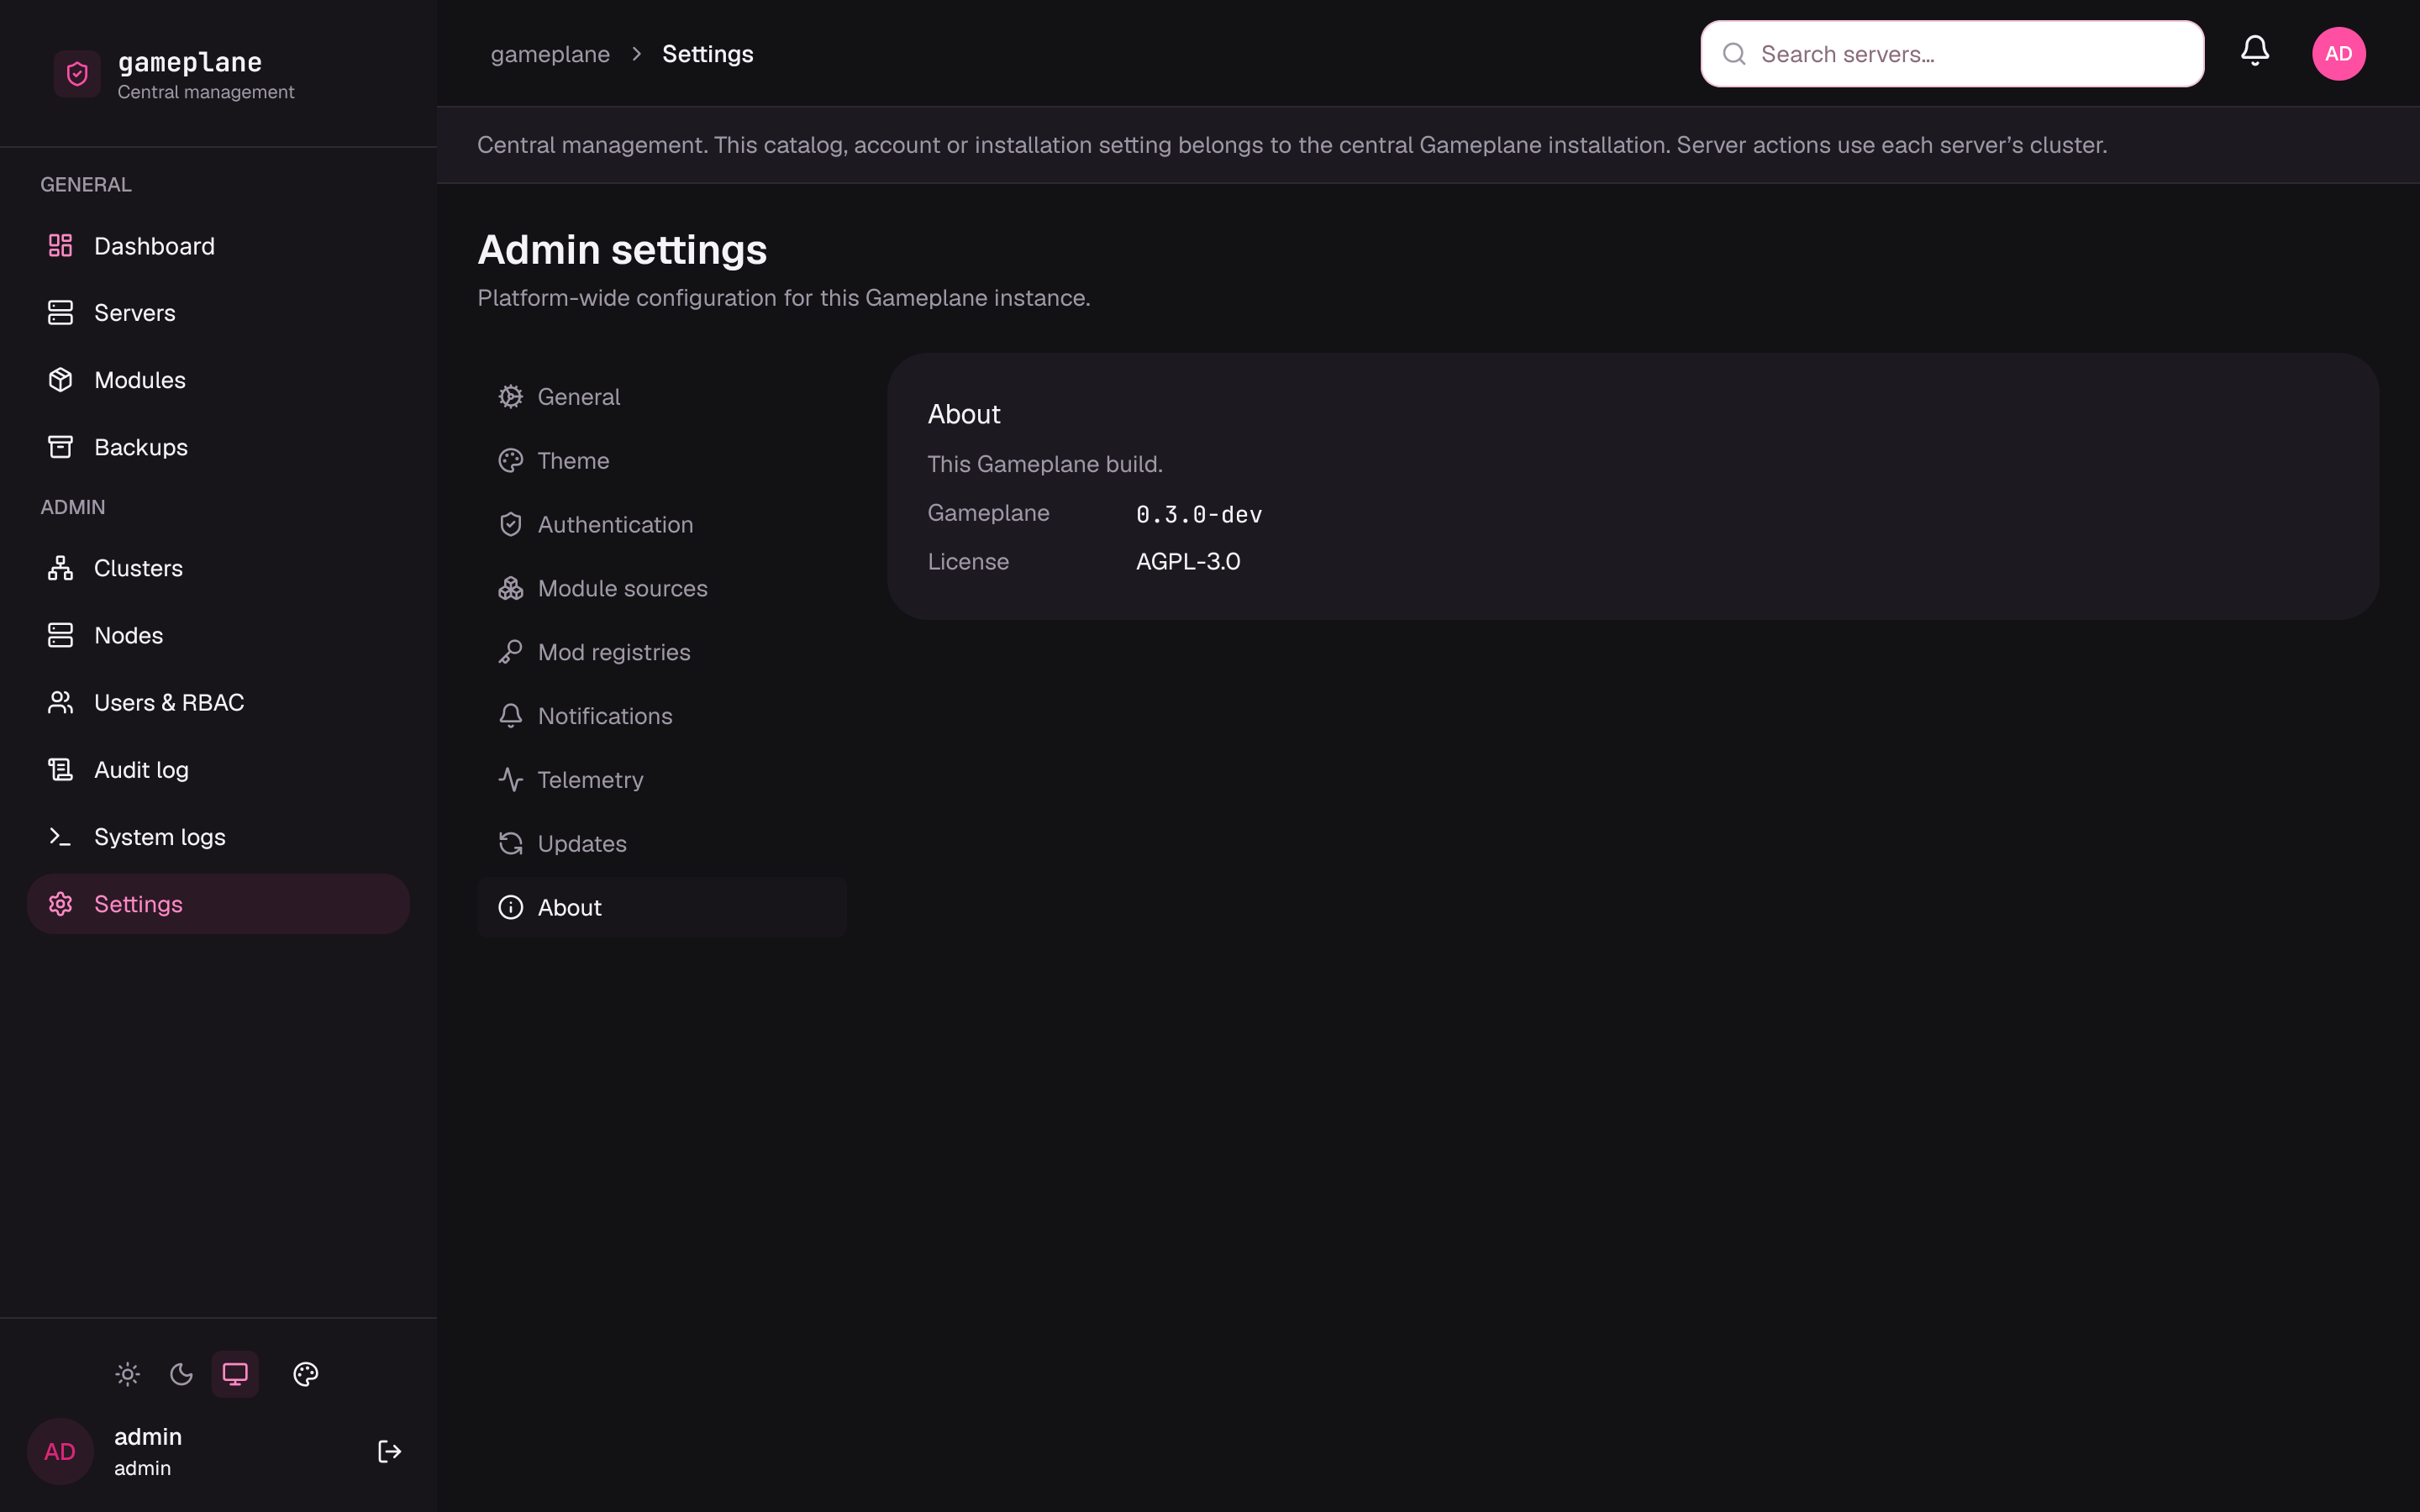 gameplane
Central management
GENERAL
Dashboard
Servers
Modules
Backups
ADMIN
Clusters
Nodes
Users & RBAC
Audit log
System logs
Settings
AD
admin
admin
gameplane > Settings
Search servers...
AD
Central management. This catalog, account or installation setting belongs to the central Gameplane installation. Server actions use each server’s cluster.
Admin settings
Platform-wide configuration for this Gameplane instance.
General
Theme
Authentication
Module sources
Mod registries
Notifications
Telemetry
Updates
About
About
This Gameplane build.
Gameplane 0.3.0-dev
License AGPL-3.0